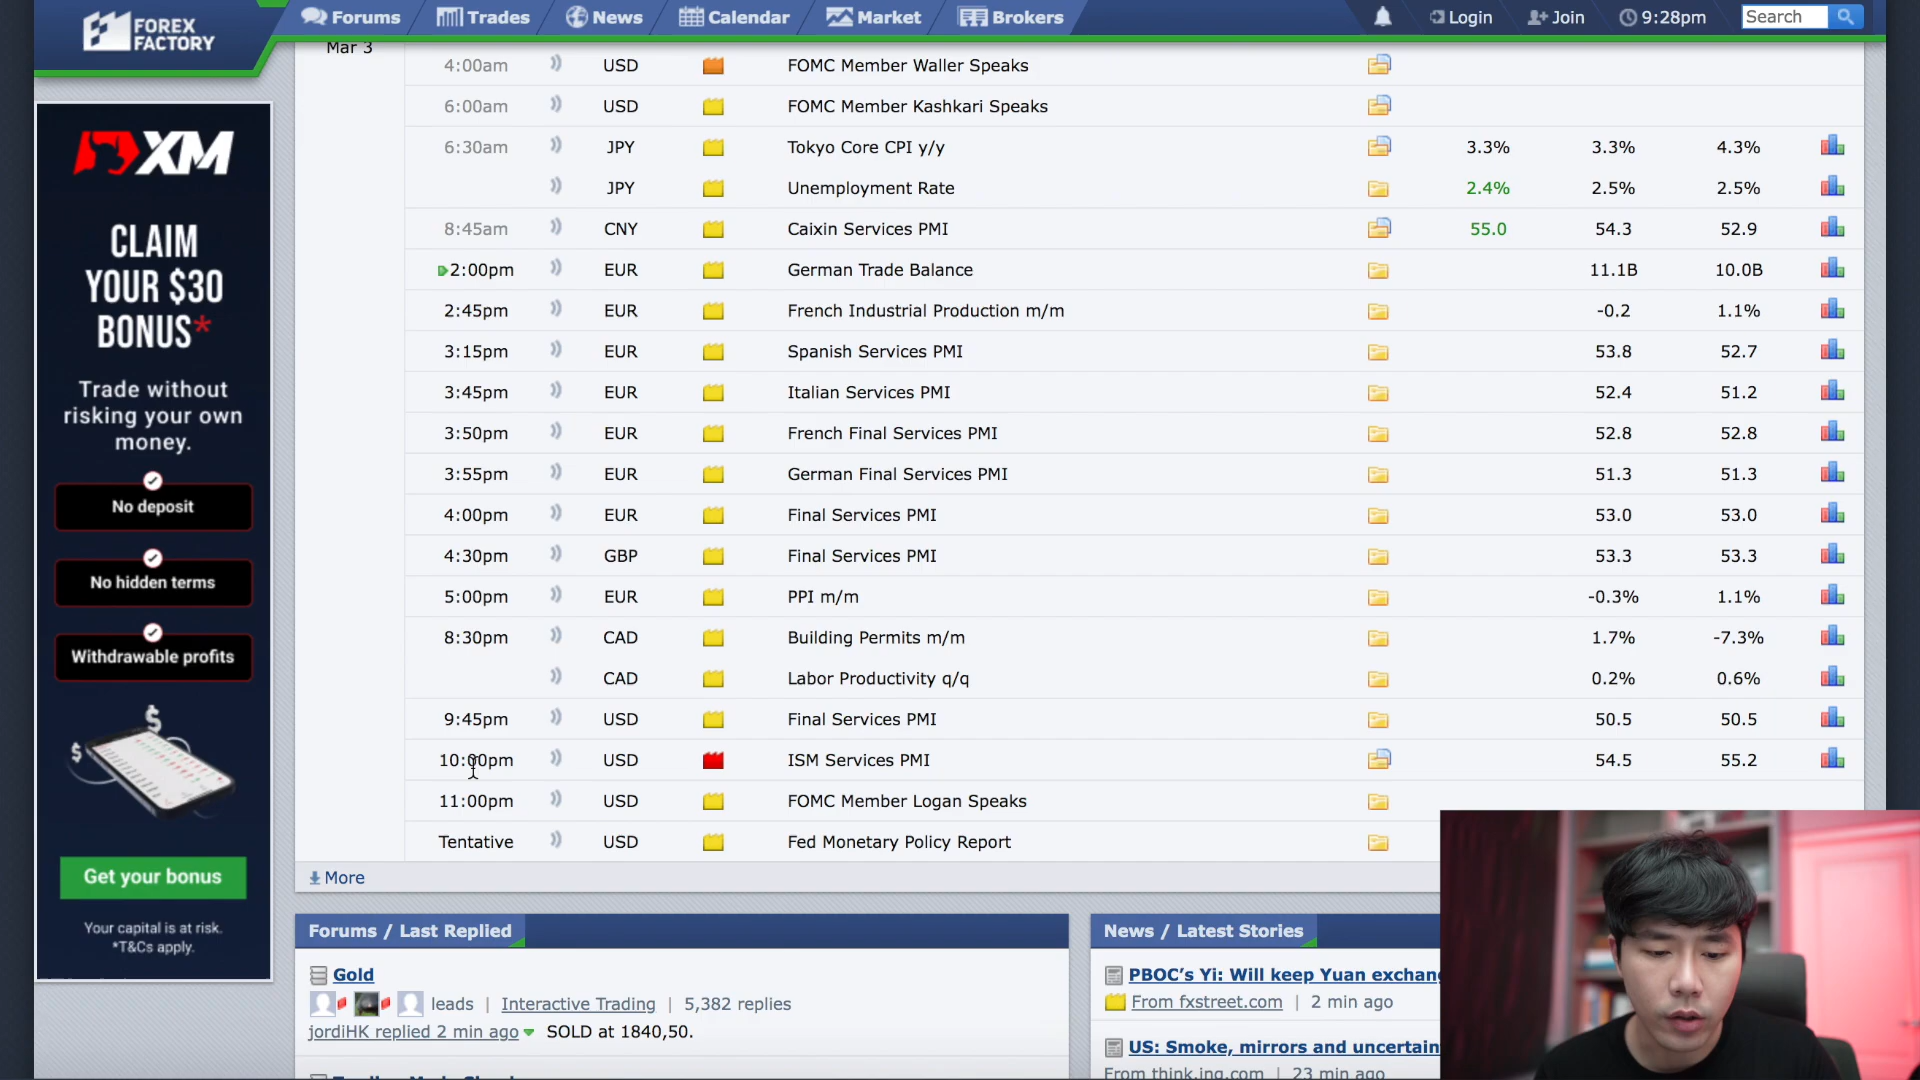 FOREX
FACTORY
Forums
Trades
News
Calendar
Market
Brokers
Login
Join
9:28pm
Search
XM
CLAIM
YOUR $30
BONUS*
Trade without
risking your own
money.
No deposit
No hidden terms
Withdrawable profits
Get your bonus
Your capital is at risk.
*T&Cs apply.
Mar 3
4:00am USD FOMC Member Waller Speaks
6:00am USD FOMC Member Kashkari Speaks
6:30am JPY Tokyo Core CPI y/y 3.3% 3.3% 4.3%
JPY Unemployment Rate 2.4% 2.5% 2.5%
8:45am CNY Caixin Services PMI 55.0 54.3 52.9
2:00pm EUR German Trade Balance 11.1B 10.0B
2:45pm EUR French Industrial Production m/m -0.2 1.1%
3:15pm EUR Spanish Services PMI 53.8 52.7
3:45pm EUR Italian Services PMI 52.4 51.2
3:50pm EUR French Final Services PMI 52.8 52.8
3:55pm EUR German Final Services PMI 51.3 51.3
4:00pm EUR Final Services PMI 53.0 53.0
4:30pm GBP Final Services PMI 53.3 53.3
5:00pm EUR PPI m/m -0.3% 1.1%
8:30pm CAD Building Permits m/m 1.7% -7.3%
CAD Labor Productivity q/q 0.2% 0.6%
9:45pm USD Final Services PMI 50.5 50.5
10:00pm USD ISM Services PMI 54.5 55.2
11:00pm USD FOMC Member Logan Speaks
Tentative USD Fed Monetary Policy Report
More
Forums / Last Replied
Gold
leads | Interactive Trading | 5,382 replies
jordiHK replied 2 min ago SOLD at 1840,50.
News / Latest Stories
PBOC's Yi: Will keep Yuan exchang
From fxstreet.com | 2 min ago
US: Smoke, mirrors and uncertain
From think.ing.com | 23 min ago